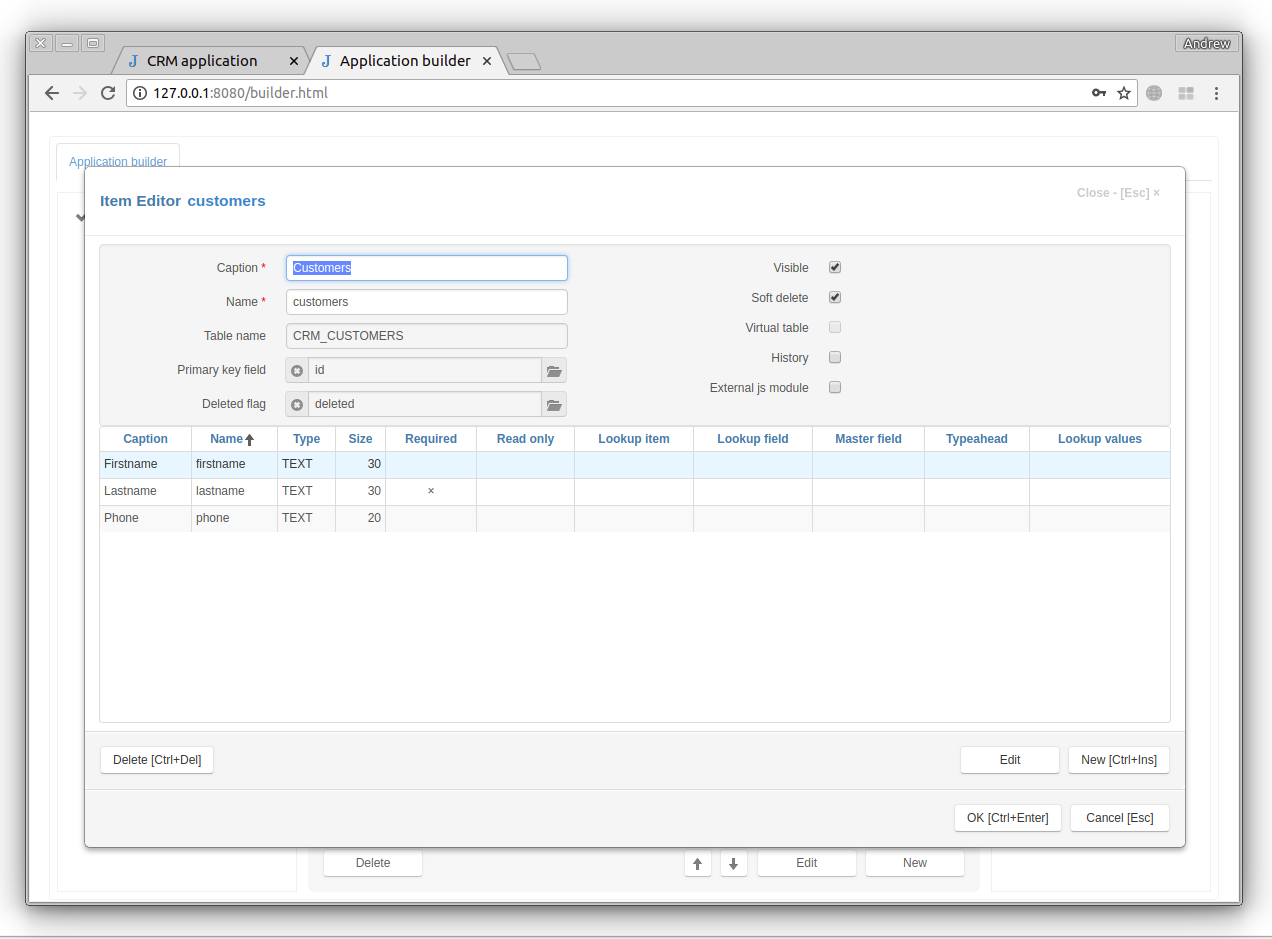 Andrew
CRM application
Application builder
127.0.0.1:8080/builder.html
Application builder
Item Editor customers
Close - [Esc] ×
Caption * Customers Visible
Name * customers Soft delete
Table name CRM_CUSTOMERS Virtual table
Primary key field id History
Deleted flag deleted External js module
Caption Name Type Size Required Read only Lookup item Lookup field Master field Typeahead Lookup values
Firstname firstname TEXT 30
Lastname lastname TEXT 30 ×
Phone phone TEXT 20
Delete [Ctrl+Del] Edit New [Ctrl+Ins]
OK [Ctrl+Enter] Cancel [Esc]
Delete Edit New